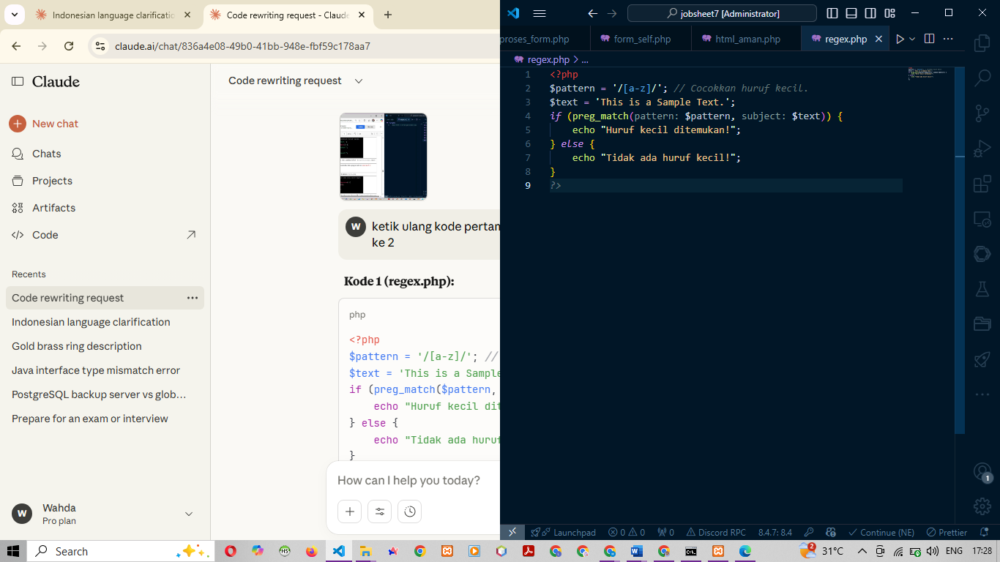 Indonesian language clarificatio
Code rewriting request - Claude
claude.ai/chat/836a4e08-49b0-41bb-948e-fbf59c178aa7
Claude
New chat
Chats
Projects
Artifacts
Code
Recents
Code rewriting request
Indonesian language clarification
Gold brass ring description
Java interface type mismatch error
PostgreSQL backup server vs glob...
Prepare for an exam or interview
W
Wahda
Pro plan
Code rewriting request
W
ketik ulang kode pertam
ke 2
Kode 1 (regex.php):
php
<?php
$pattern = '/[a-z]/'; //
$text = 'This is a Sample
if (preg_match($pattern,
echo "Huruf kecil dit
} else {
echo "Tidak ada huruf
}
How can I help you today?
jobsheet7 [Administrator]
proses_form.php
form_self.php
html_aman.php
regex.php
regex.php > ...
1 <?php
2 $pattern = '/[a-z]/'; // Cocokkan huruf kecil.
3 $text = 'This is a Sample Text.';
4 if (preg_match(pattern: $pattern, subject: $text)) {
5 echo "Huruf kecil ditemukan!";
6 } else {
7 echo "Tidak ada huruf kecil!";
8 }
9 ?>
1
Launchpad
0 0
0
Discord RPC
8.4.7: 8.4
Continue (NE)
Prettier
Search
2
31°C
ENG
17:28